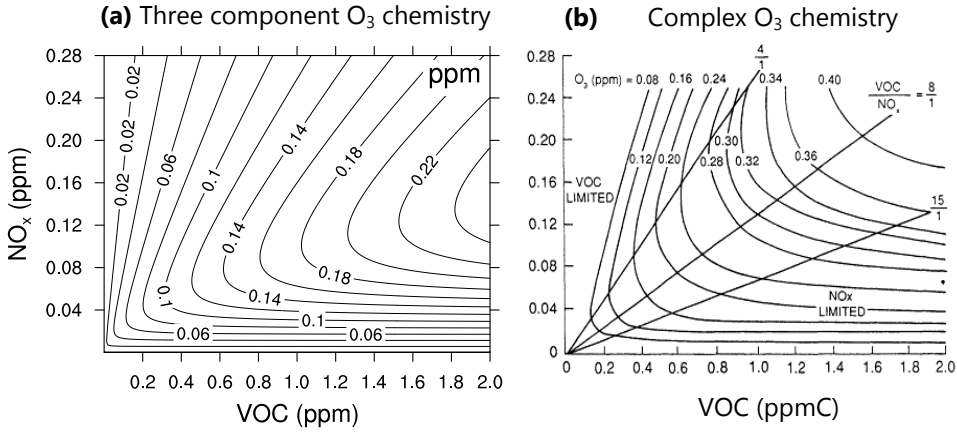 (a) Three component O₃ chemistry
ppm
0.28
0.24
0.20
0.16
0.12
0.08
0.04
NOₓ (ppm)
0.02
0.02
0.02
0.06
0.1
0.14
0.14
0.18
0.22
0.18
0.14
0.1
0.1
0.06
0.06
0.2 0.4 0.6 0.8 1.0 1.2 1.4 1.6 1.8 2.0
VOC (ppm)
(b) Complex O₃ chemistry
0.28
0.24
0.20
0.16
0.12
0.08
0.04
0
O₃ (ppm) = 0.08 0.16 0.24 0.34 0.40
4/1
VOC/NOₓ = 8/1
15/1
0.12 0.20 0.28 0.30 0.32 0.36
VOC
LIMITED
NOx
LIMITED
0 0.2 0.4 0.6 0.8 1.0 1.2 1.4 1.6 1.8 2.0
VOC (ppmC)